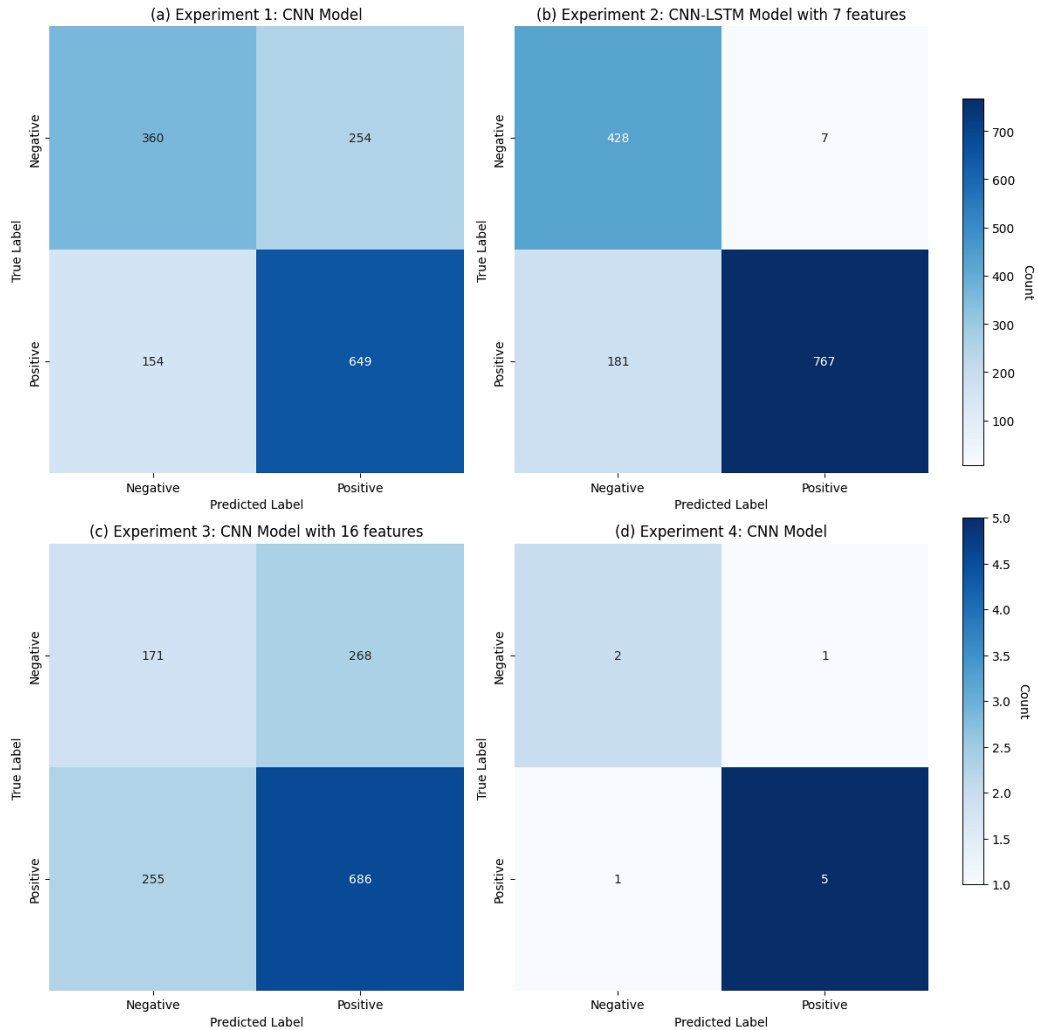 (a) Experiment 1: CNN Model
Negative
Positive
True Label
360
254
154
649
Negative
Positive
Predicted Label
(b) Experiment 2: CNN-LSTM Model with 7 features
Negative
Positive
True Label
428
7
181
767
Negative
Positive
Predicted Label
700
600
500
400
300
200
100
Count
(c) Experiment 3: CNN Model with 16 features
Negative
Positive
True Label
171
268
255
686
Negative
Positive
Predicted Label
(d) Experiment 4: CNN Model
Negative
Positive
True Label
2
1
1
5
Negative
Positive
Predicted Label
5.0
4.5
4.0
3.5
3.0
2.5
2.0
1.5
1.0
Count